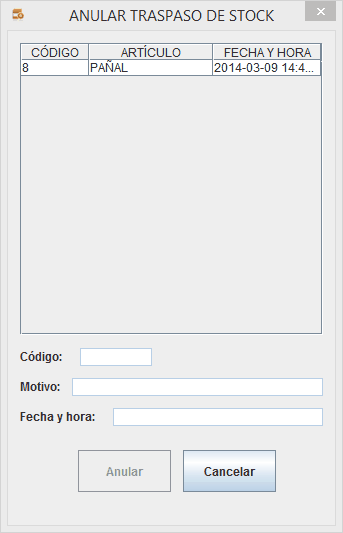 ANULAR TRASPASO DE STOCK
CÓDIGO ARTÍCULO FECHA Y HORA
8 PAÑAL 2014-03-09 14:4...
Código:
Motivo:
Fecha y hora:
Anular Cancelar